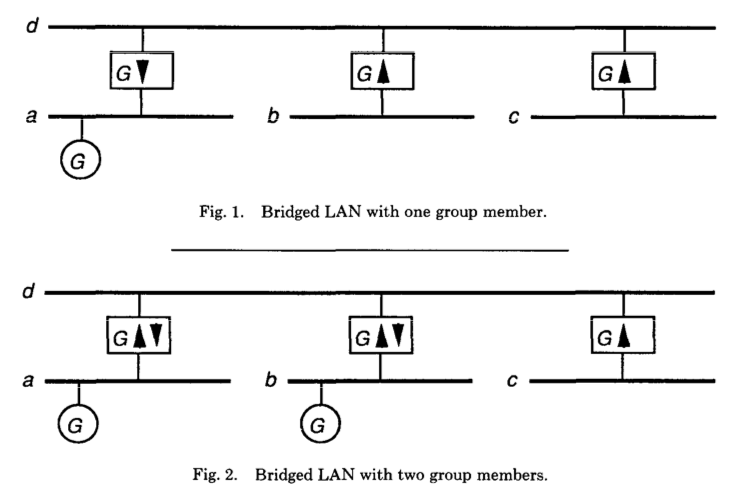 d
G G G
a b c
G
Fig. 1. Bridged LAN with one group member.
d
G G G
a b c
G G
Fig. 2. Bridged LAN with two group members.